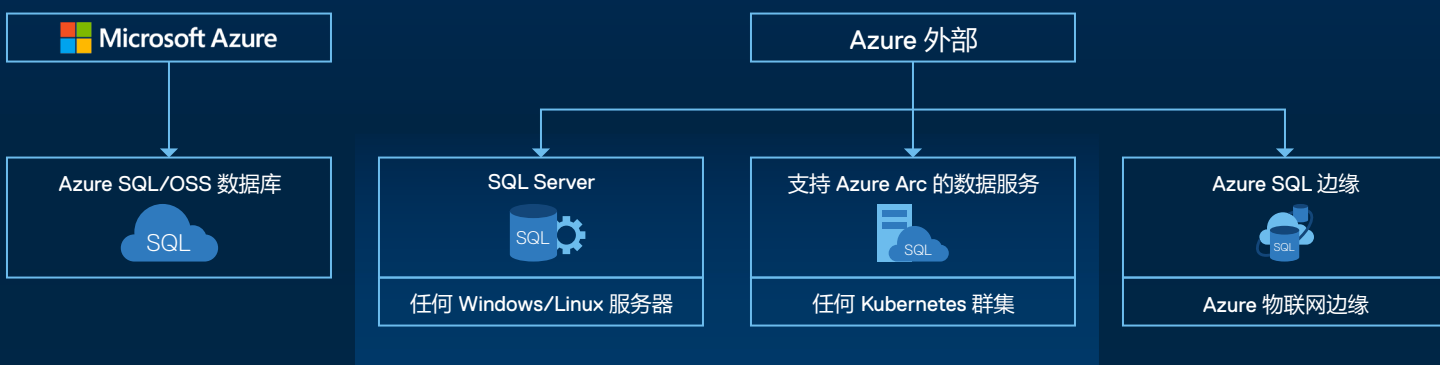 Microsoft Azure
Azure 外部
Azure SQL/OSS 数据库
SQL
SQL Server
SQL
任何 Windows/Linux 服务器
支持 Azure Arc 的数据服务
SQL
任何 Kubernetes 群集
Azure SQL 边缘
SQL
Azure 物联网边缘